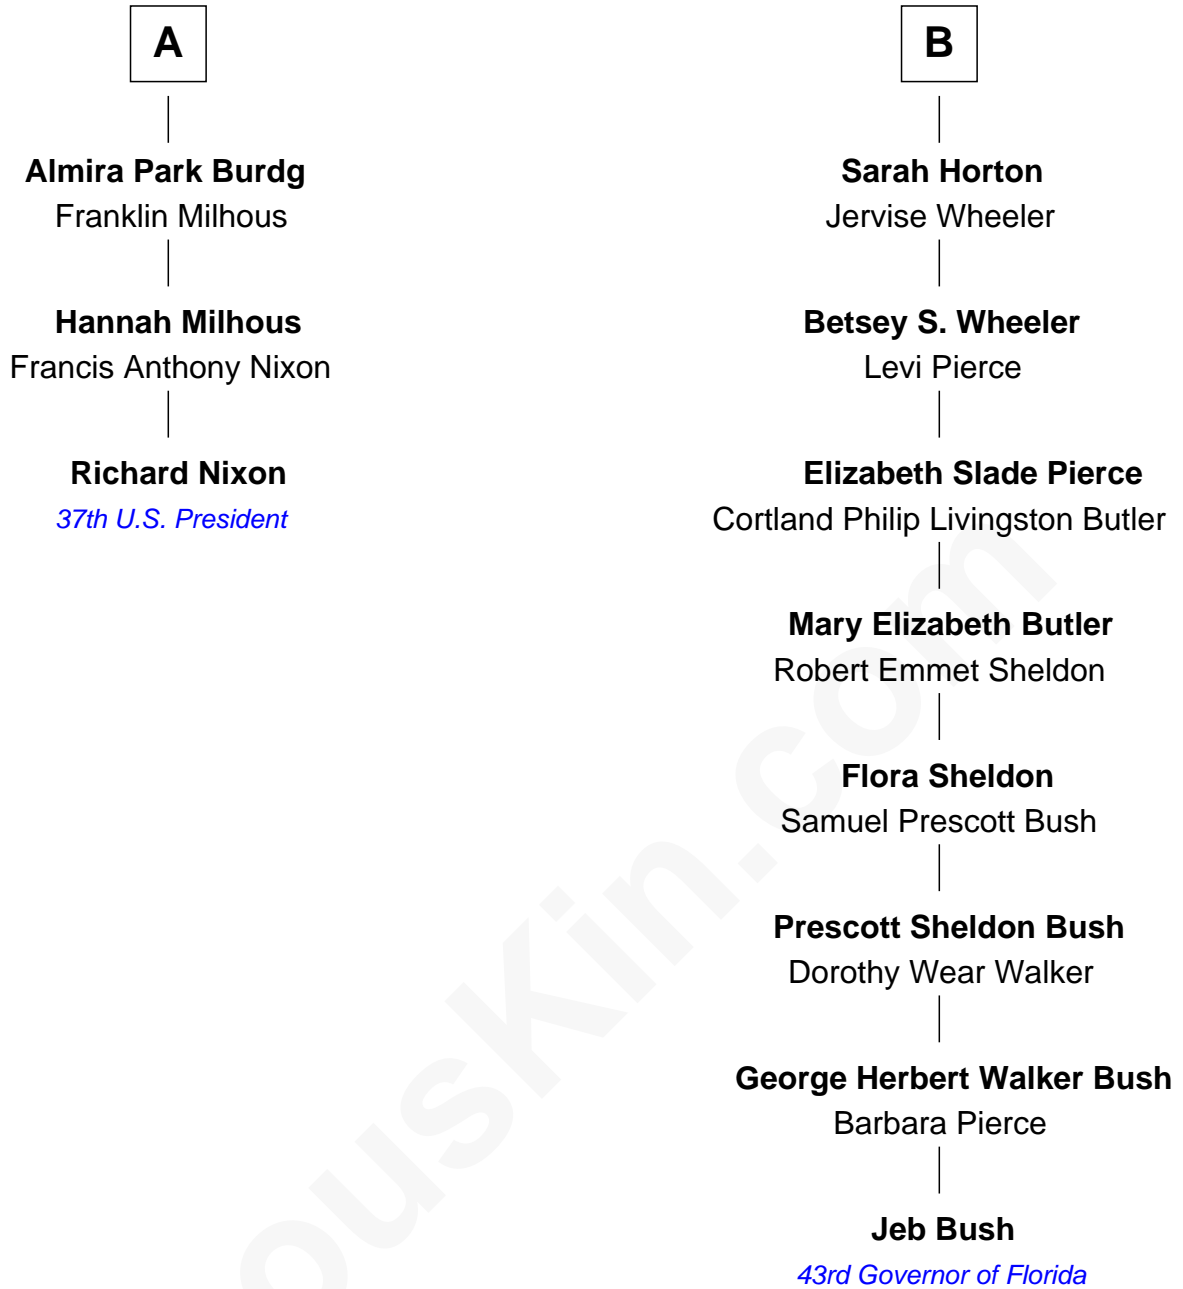 A
Almira Park Burdg
Franklin Milhous
Hannah Milhous
Francis Anthony Nixon
Richard Nixon
37th U.S. President
B
Sarah Horton
Jervise Wheeler
Betsey S. Wheeler
Levi Pierce
Elizabeth Slade Pierce
Cortland Philip Livingston Butler
Mary Elizabeth Butler
Robert Emmet Sheldon
Flora Sheldon
Samuel Prescott Bush
Prescott Sheldon Bush
Dorothy Wear Walker
George Herbert Walker Bush
Barbara Pierce
Jeb Bush
43rd Governor of Florida
ousKin.com